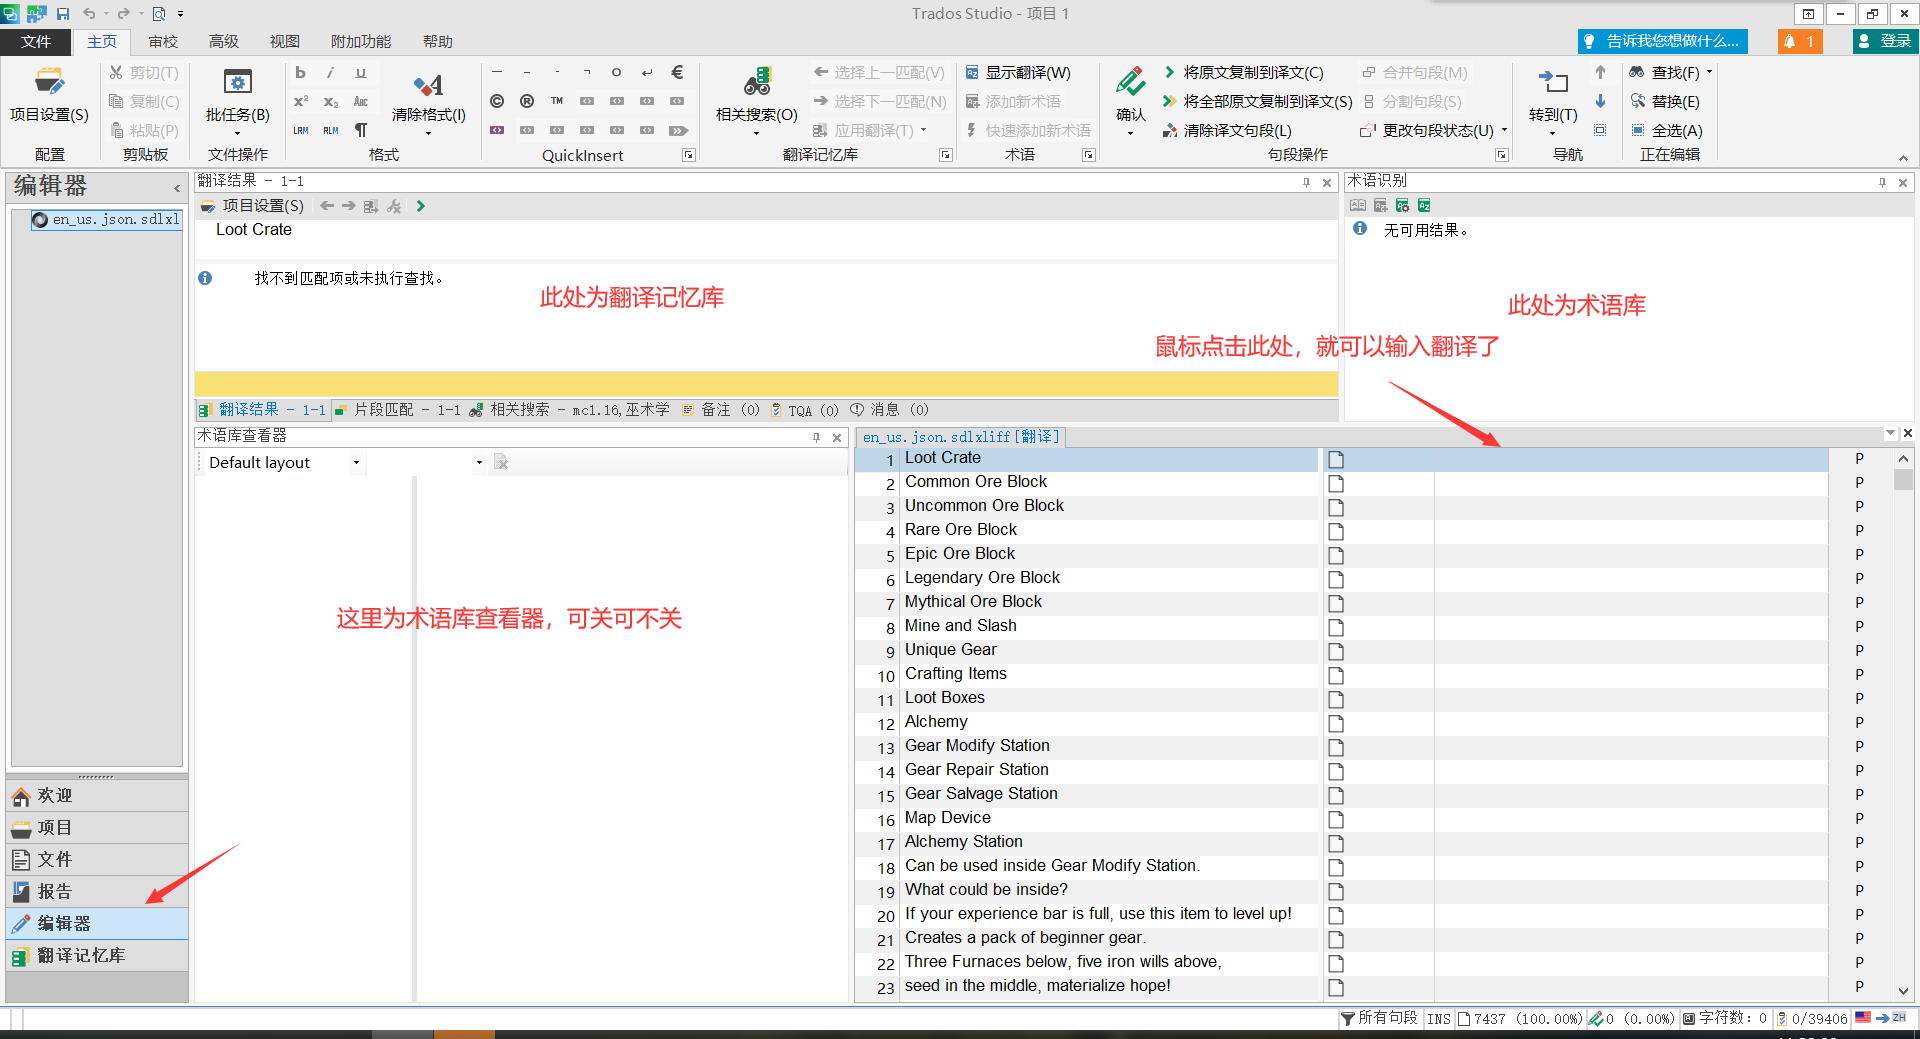 Trados Studio - 项目 1
文件 主页 审校 高级 视图 附加功能 帮助 告诉我您想做什么... 1 登录
项目设置(S)
配置
剪切(T)
复制(C)
粘贴(P)
剪贴板
批任务(B)
文件操作
清除格式(I)
格式
QuickInsert
相关搜索(O)
选择上一匹配(V)
选择下一匹配(N)
应用翻译(T)
翻译记忆库
显示翻译(W)
添加新术语
快速添加新术语
术语
确认
将原文复制到译文(C)
将全部原文复制到译文(S)
清除译文句段(L)
合并句段(M)
分割句段(S)
更改句段状态(U)
句段操作
转到(T)
导航
查找(F)
替换(E)
全选(A)
正在编辑
编辑器
en_us.json.sdlxl
翻译结果 - 1-1
项目设置(S)
Loot Crate
找不到匹配项或未执行查找。
此处为翻译记忆库
术语识别
无可用结果。
此处为术语库
鼠标点击此处，就可以输入翻译了
翻译结果 - 1-1 片段匹配 - 1-1 相关搜索 - mc1.16,巫术学 备注 (0) TQA (0) 消息 (0)
术语库查看器
Default layout
这里为术语库查看器，可关可不关
en_us.json.sdlxliff[翻译]
1 Loot Crate P
2 Common Ore Block P
3 Uncommon Ore Block P
4 Rare Ore Block P
5 Epic Ore Block P
6 Legendary Ore Block P
7 Mythical Ore Block P
8 Mine and Slash P
9 Unique Gear P
10 Crafting Items P
11 Loot Boxes P
12 Alchemy P
13 Gear Modify Station P
14 Gear Repair Station P
15 Gear Salvage Station P
16 Map Device P
17 Alchemy Station P
18 Can be used inside Gear Modify Station. P
19 What could be inside? P
20 If your experience bar is full, use this item to level up! P
21 Creates a pack of beginner gear. P
22 Three Furnaces below, five iron wills above, P
23 seed in the middle, materialize hope! P
欢迎
项目
文件
报告
编辑器
翻译记忆库
所有句段 INS 7437 (100.00%) 0 (0.00%) 字符数: 0 0/39406 ZH